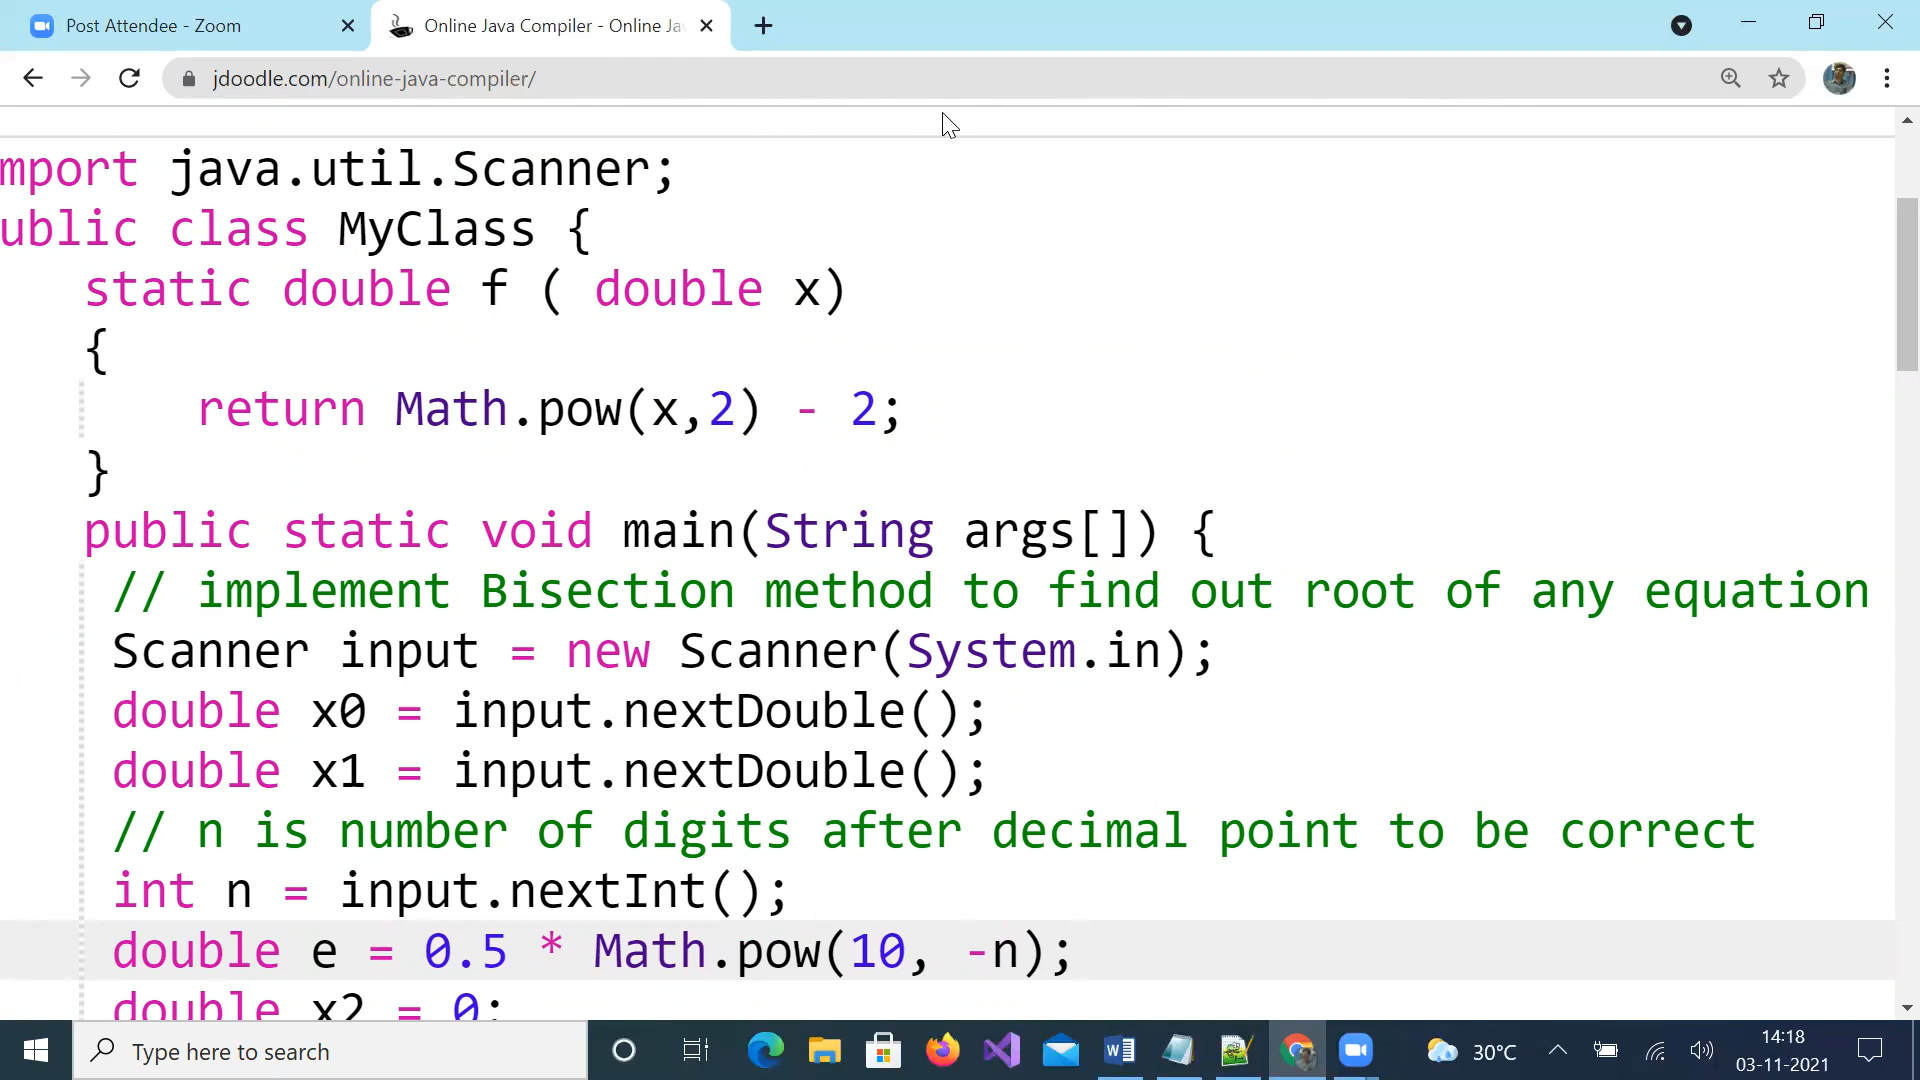 Post Attendee - Zoom
Online Java Compiler - Online Ja
jdoodle.com/online-java-compiler/
mport java.util.Scanner;
ublic class MyClass {
static double f ( double x)
{
return Math.pow(x,2) - 2;
}
public static void main(String args[]) {
// implement Bisection method to find out root of any equation
Scanner input = new Scanner(System.in);
double x0 = input.nextDouble();
double x1 = input.nextDouble();
// n is number of digits after decimal point to be correct
int n = input.nextInt();
double e = 0.5 * Math.pow(10, -n);
double x2 = 0;
Type here to search
30°C
14:18
03-11-2021